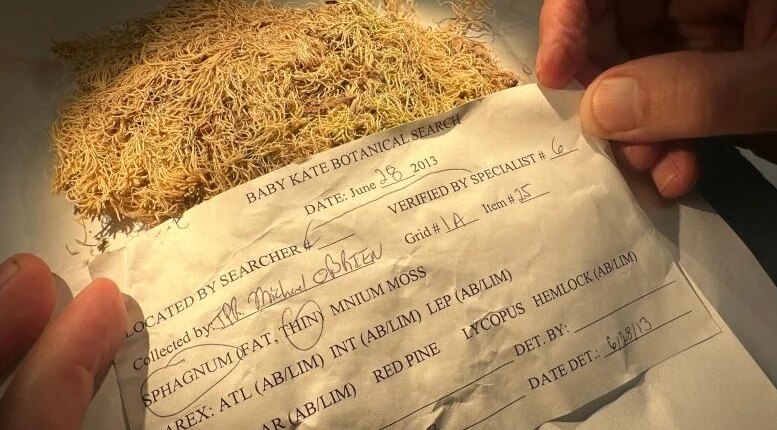 BABY KATE BOTANICAL SEARCH
DATE: June 28 2013
LOCATED BY SEARCHER # VERIFIED BY SPECIALIST # 6
Collected by: TPR. Michael O'BRIEN Grid # 1A Item # 25
SPHAGNUM (FAT, THIN) MNIUM MOSS
AREX: ATL (AB/LIM) INT (AB/LIM) LEP (AB/LIM)
AR (AB/LIM) RED PINE LYCOPUS HEMLOCK (AB/LIM)
DET. BY:
DATE DET.: 6/28/13